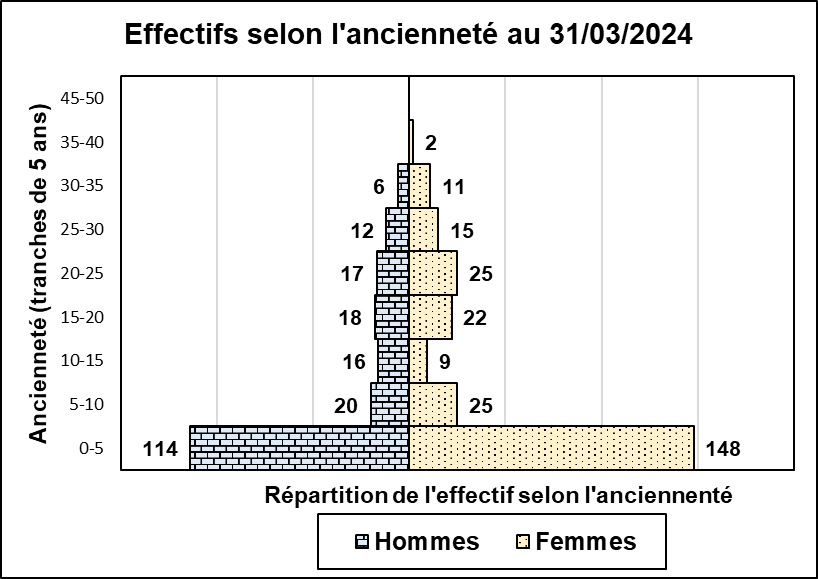 Effectifs selon l'ancienneté au 31/03/2024
Ancienneté (tranches de 5 ans)
45-50
35-40 2
30-35 6 11
25-30 12 15
20-25 17 25
15-20 18 22
10-15 16 9
5-10 20 25
0-5 114 148
Répartition de l'effectif selon l'anciennenté
Hommes Femmes